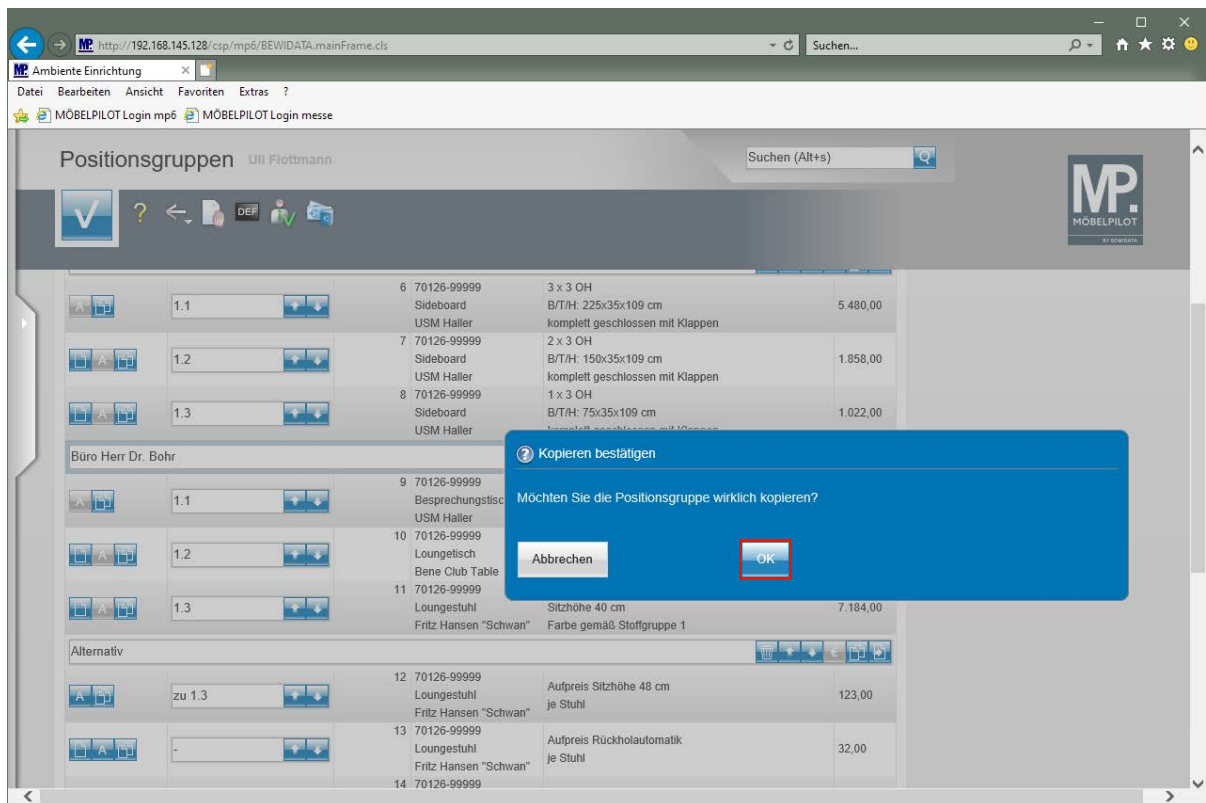 http://192.168.145.128/csp/mp6/BEWIDATA.mainFrame.cls
Suchen...
MP. Ambiente Einrichtung
Datei Bearbeiten Ansicht Favoriten Extras ?
MÖBELPILOT Login mp6 MÖBELPILOT Login messe
Positionsgruppen Uli Flottmann
Suchen (Alt+s)
MP.
MÖBELPILOT
BY BEWIDATA
? DEF
6 70126-99999 3 x 3 OH
A 1.1 Sideboard B/T/H: 225x35x109 cm 5.480,00
USM Haller komplett geschlossen mit Klappen
7 70126-99999 2 x 3 OH
A 1.2 Sideboard B/T/H: 150x35x109 cm 1.858,00
USM Haller komplett geschlossen mit Klappen
8 70126-99999 1 x 3 OH
A 1.3 Sideboard B/T/H: 75x35x109 cm 1.022,00
USM Haller
Büro Herr Dr. Bohr
Kopieren bestätigen
Möchten Sie die Positionsgruppe wirklich kopieren?
Abbrechen OK
9 70126-99999
A 1.1 Besprechungstisc
USM Haller
10 70126-99999
A 1.2 Loungetisch
Bene Club Table
11 70126-99999
A 1.3 Loungestuhl Sitzhöhe 40 cm 7.184,00
Fritz Hansen "Schwan" Farbe gemäß Stoffgruppe 1
Alternativ €
12 70126-99999
A zu 1.3 Loungestuhl Aufpreis Sitzhöhe 48 cm 123,00
Fritz Hansen "Schwan" je Stuhl
13 70126-99999
A - Loungestuhl Aufpreis Rückholautomatik 32,00
Fritz Hansen "Schwan" je Stuhl
14 70126-99999